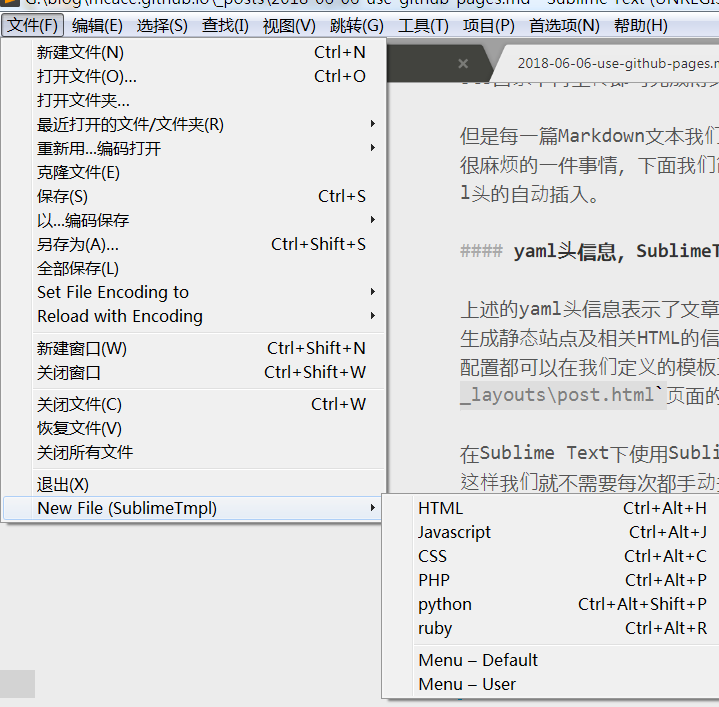 G:\blog\mcace.github.io\_posts\2018-06-06-use-github-pages.md - Sublime Text (UNREGIS
文件(F) 编辑(E) 选择(S) 查找(I) 视图(V) 跳转(G) 工具(T) 项目(P) 首选项(N) 帮助(H)
新建文件(N) Ctrl+N
打开文件(O)... Ctrl+O
打开文件夹...
最近打开的文件/文件夹(R)
重新用...编码打开
克隆文件(E)
保存(S) Ctrl+S
以...编码保存
另存为(A)... Ctrl+Shift+S
全部保存(L)
Set File Encoding to
Reload with Encoding
新建窗口(W) Ctrl+Shift+N
关闭窗口 Ctrl+Shift+W
关闭文件(C) Ctrl+W
恢复文件(V)
关闭所有文件
退出(X)
New File (SublimeTmpl)
HTML Ctrl+Alt+H
Javascript Ctrl+Alt+J
CSS Ctrl+Alt+C
PHP Ctrl+Alt+P
python Ctrl+Alt+Shift+P
ruby Ctrl+Alt+R
Menu – Default
Menu – User
2018-06-06-use-github-pages.m
但是每一篇Markdown文本我们
很麻烦的一件事情，下面我们
l头的自动插入。
#### yaml头信息，SublimeT
上述的yaml头信息表示了文章
生成静态站点及相关HTML的信
配置都可以在我们定义的模板
_layouts\post.html`页面的
在Sublime Text下使用Subli
这样我们就不需要每次都手动